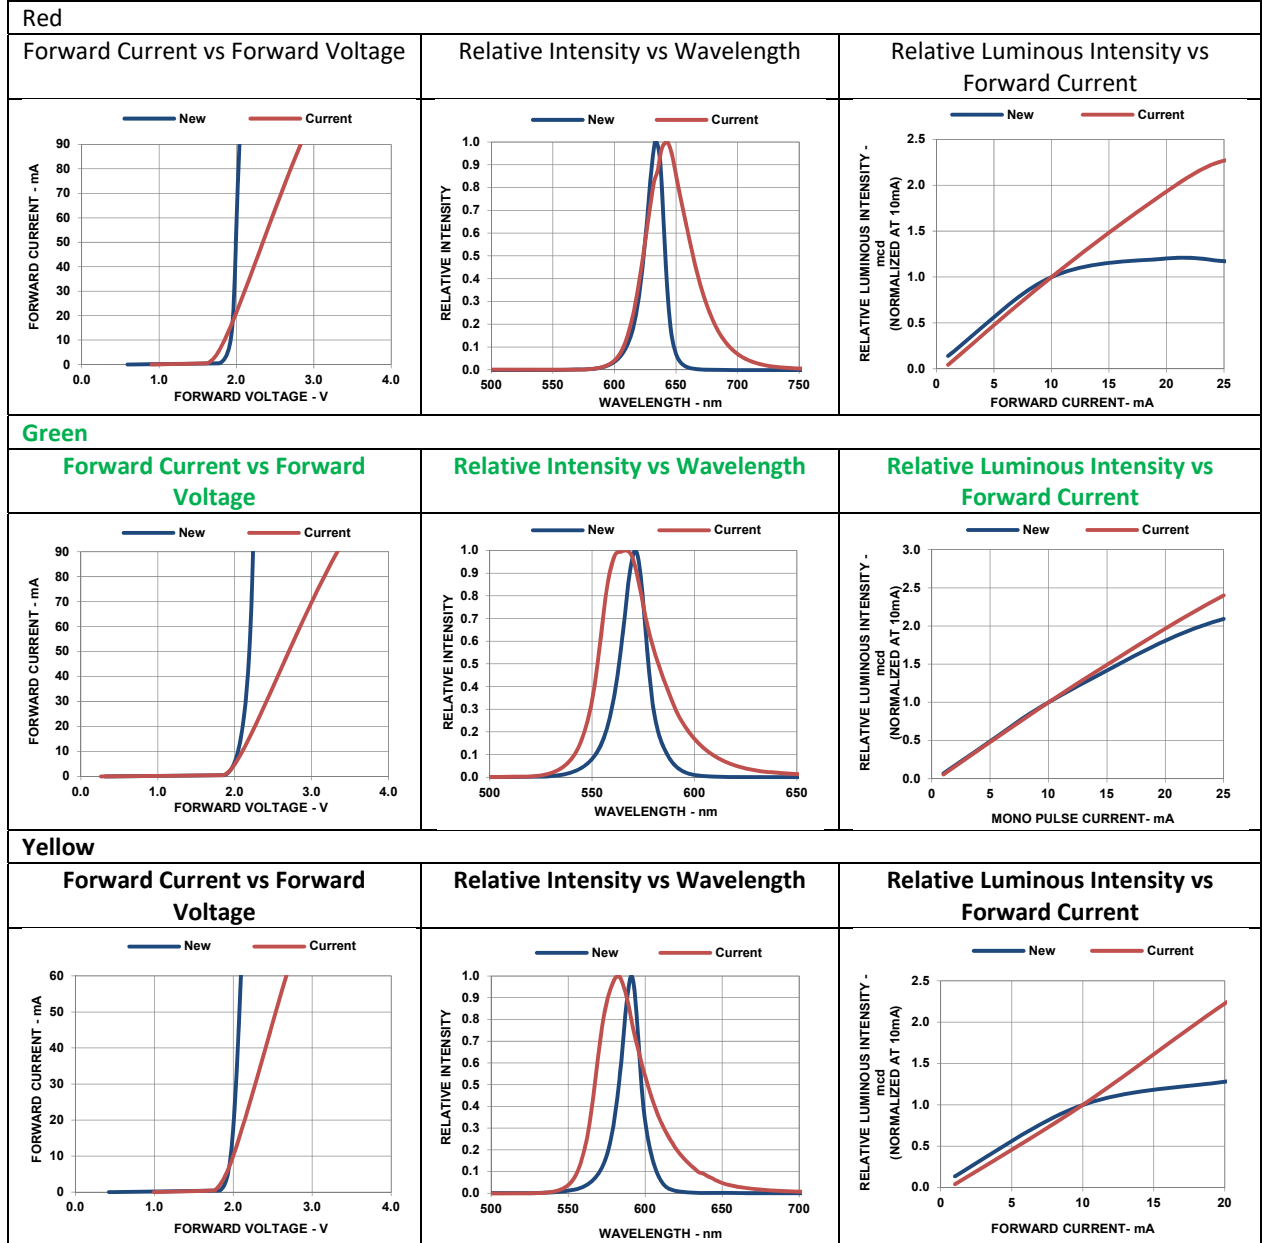 Red
Forward Current vs Forward Voltage
Relative Intensity vs Wavelength
Relative Luminous Intensity vs
Forward Current
New Current
FORWARD CURRENT - mA
90
80
70
60
50
40
30
20
10
0
0.0 1.0 2.0 3.0 4.0
FORWARD VOLTAGE - V
New Current
RELATIVE INTENSITY
1.0
0.9
0.8
0.7
0.6
0.5
0.4
0.3
0.2
0.1
0.0
500 550 600 650 700 750
WAVELENGTH - nm
New Current
RELATIVE LUMINOUS INTENSITY -
mcd
(NORMALIZED AT 10mA)
2.5
2.0
1.5
1.0
0.5
0.0
0 5 10 15 20 25
FORWARD CURRENT- mA
Green
Forward Current vs Forward
Voltage
Relative Intensity vs Wavelength
Relative Luminous Intensity vs
Forward Current
New Current
FORWARD CURRENT - mA
90
80
70
60
50
40
30
20
10
0
0.0 1.0 2.0 3.0 4.0
FORWARD VOLTAGE - V
New Current
RELATIVE INTENSITY
1.0
0.9
0.8
0.7
0.6
0.5
0.4
0.3
0.2
0.1
0.0
500 550 600 650
WAVELENGTH - nm
New Current
RELATIVE LUMINOUS INTENSITY -
mcd
(NORMALIZED AT 10mA)
3.0
2.5
2.0
1.5
1.0
0.5
0.0
0 5 10 15 20 25
MONO PULSE CURRENT- mA
Yellow
Forward Current vs Forward
Voltage
Relative Intensity vs Wavelength
Relative Luminous Intensity vs
Forward Current
New Current
FORWARD CURRENT - mA
60
50
40
30
20
10
0
0.0 1.0 2.0 3.0 4.0
FORWARD VOLTAGE - V
New Current
RELATIVE INTENSITY
1.0
0.9
0.8
0.7
0.6
0.5
0.4
0.3
0.2
0.1
0.0
500 550 600 650 700
WAVELENGTH - nm
New Current
RELATIVE LUMINOUS INTENSITY -
mcd
(NORMALIZED AT 10mA)
2.5
2.0
1.5
1.0
0.5
0.0
0 5 10 15 20
FORWARD CURRENT- mA